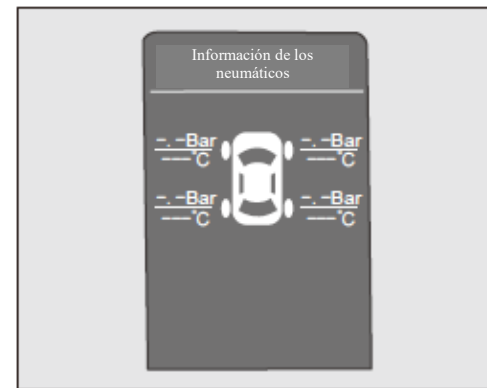 Información de los
neumáticos
-.-Bar -.-Bar
---°C ---°C
-.-Bar -.-Bar
---°C ---°C